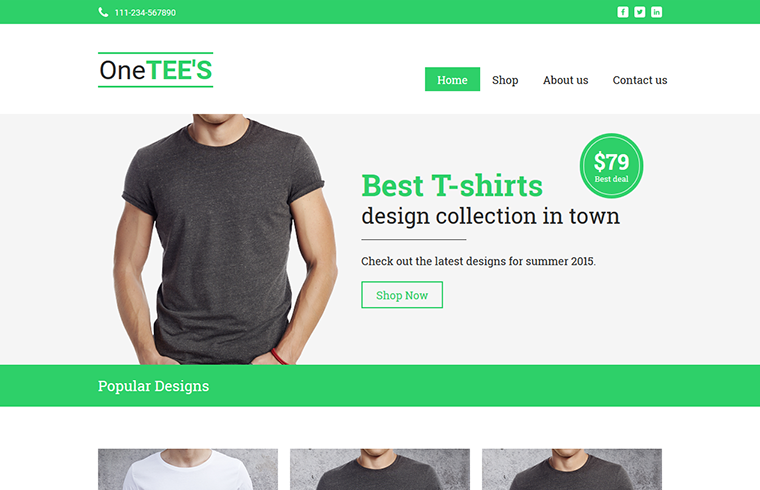 111-234-567890
OneTEE'S
Home
Shop
About us
Contact us
$79
Best deal
Best T-shirts
design collection in town
Check out the latest designs for summer 2015.
Shop Now
Popular Designs